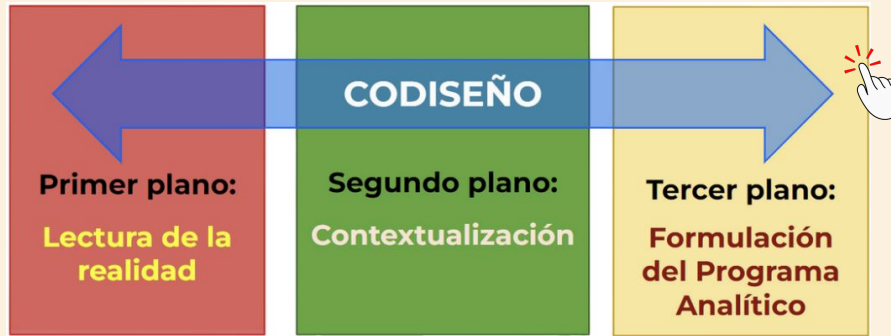 CODISEÑO
Primer plano:
Lectura de la
realidad
Segundo plano:
Contextualización
Tercer plano:
Formulación
del Programa
Analítico